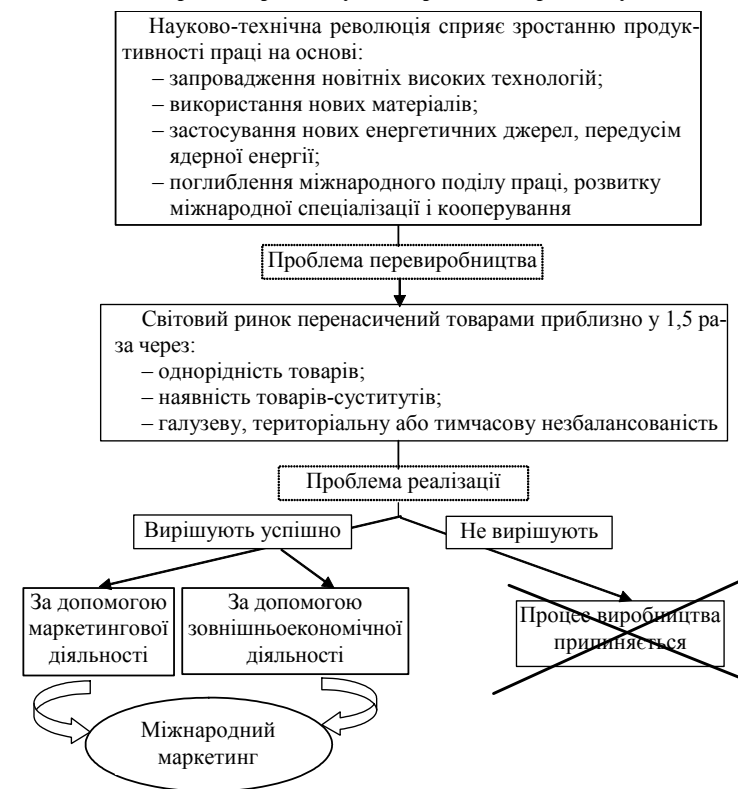 Науково-технічна революція сприяє зростанню продук-
тивності праці на основі:
– запровадження новітніх високих технологій;
– використання нових матеріалів;
– застосування нових енергетичних джерел, передусім
ядерної енергії;
– поглиблення міжнародного поділу праці, розвитку
міжнародної спеціалізації і кооперування
Проблема перевиробництва
Світовий ринок перенасичений товарами приблизно у 1,5 ра-
за через:
– однорідність товарів;
– наявність товарів-суститутів;
– галузеву, територіальну або тимчасову незбалансованість
Проблема реалізації
Вирішують успішно
Не вирішують
За допомогою
маркетингової
діяльності
За допомогою
зовнішньоекономічної
діяльності
Процес виробництва
припиняється
Міжнародний
маркетинг